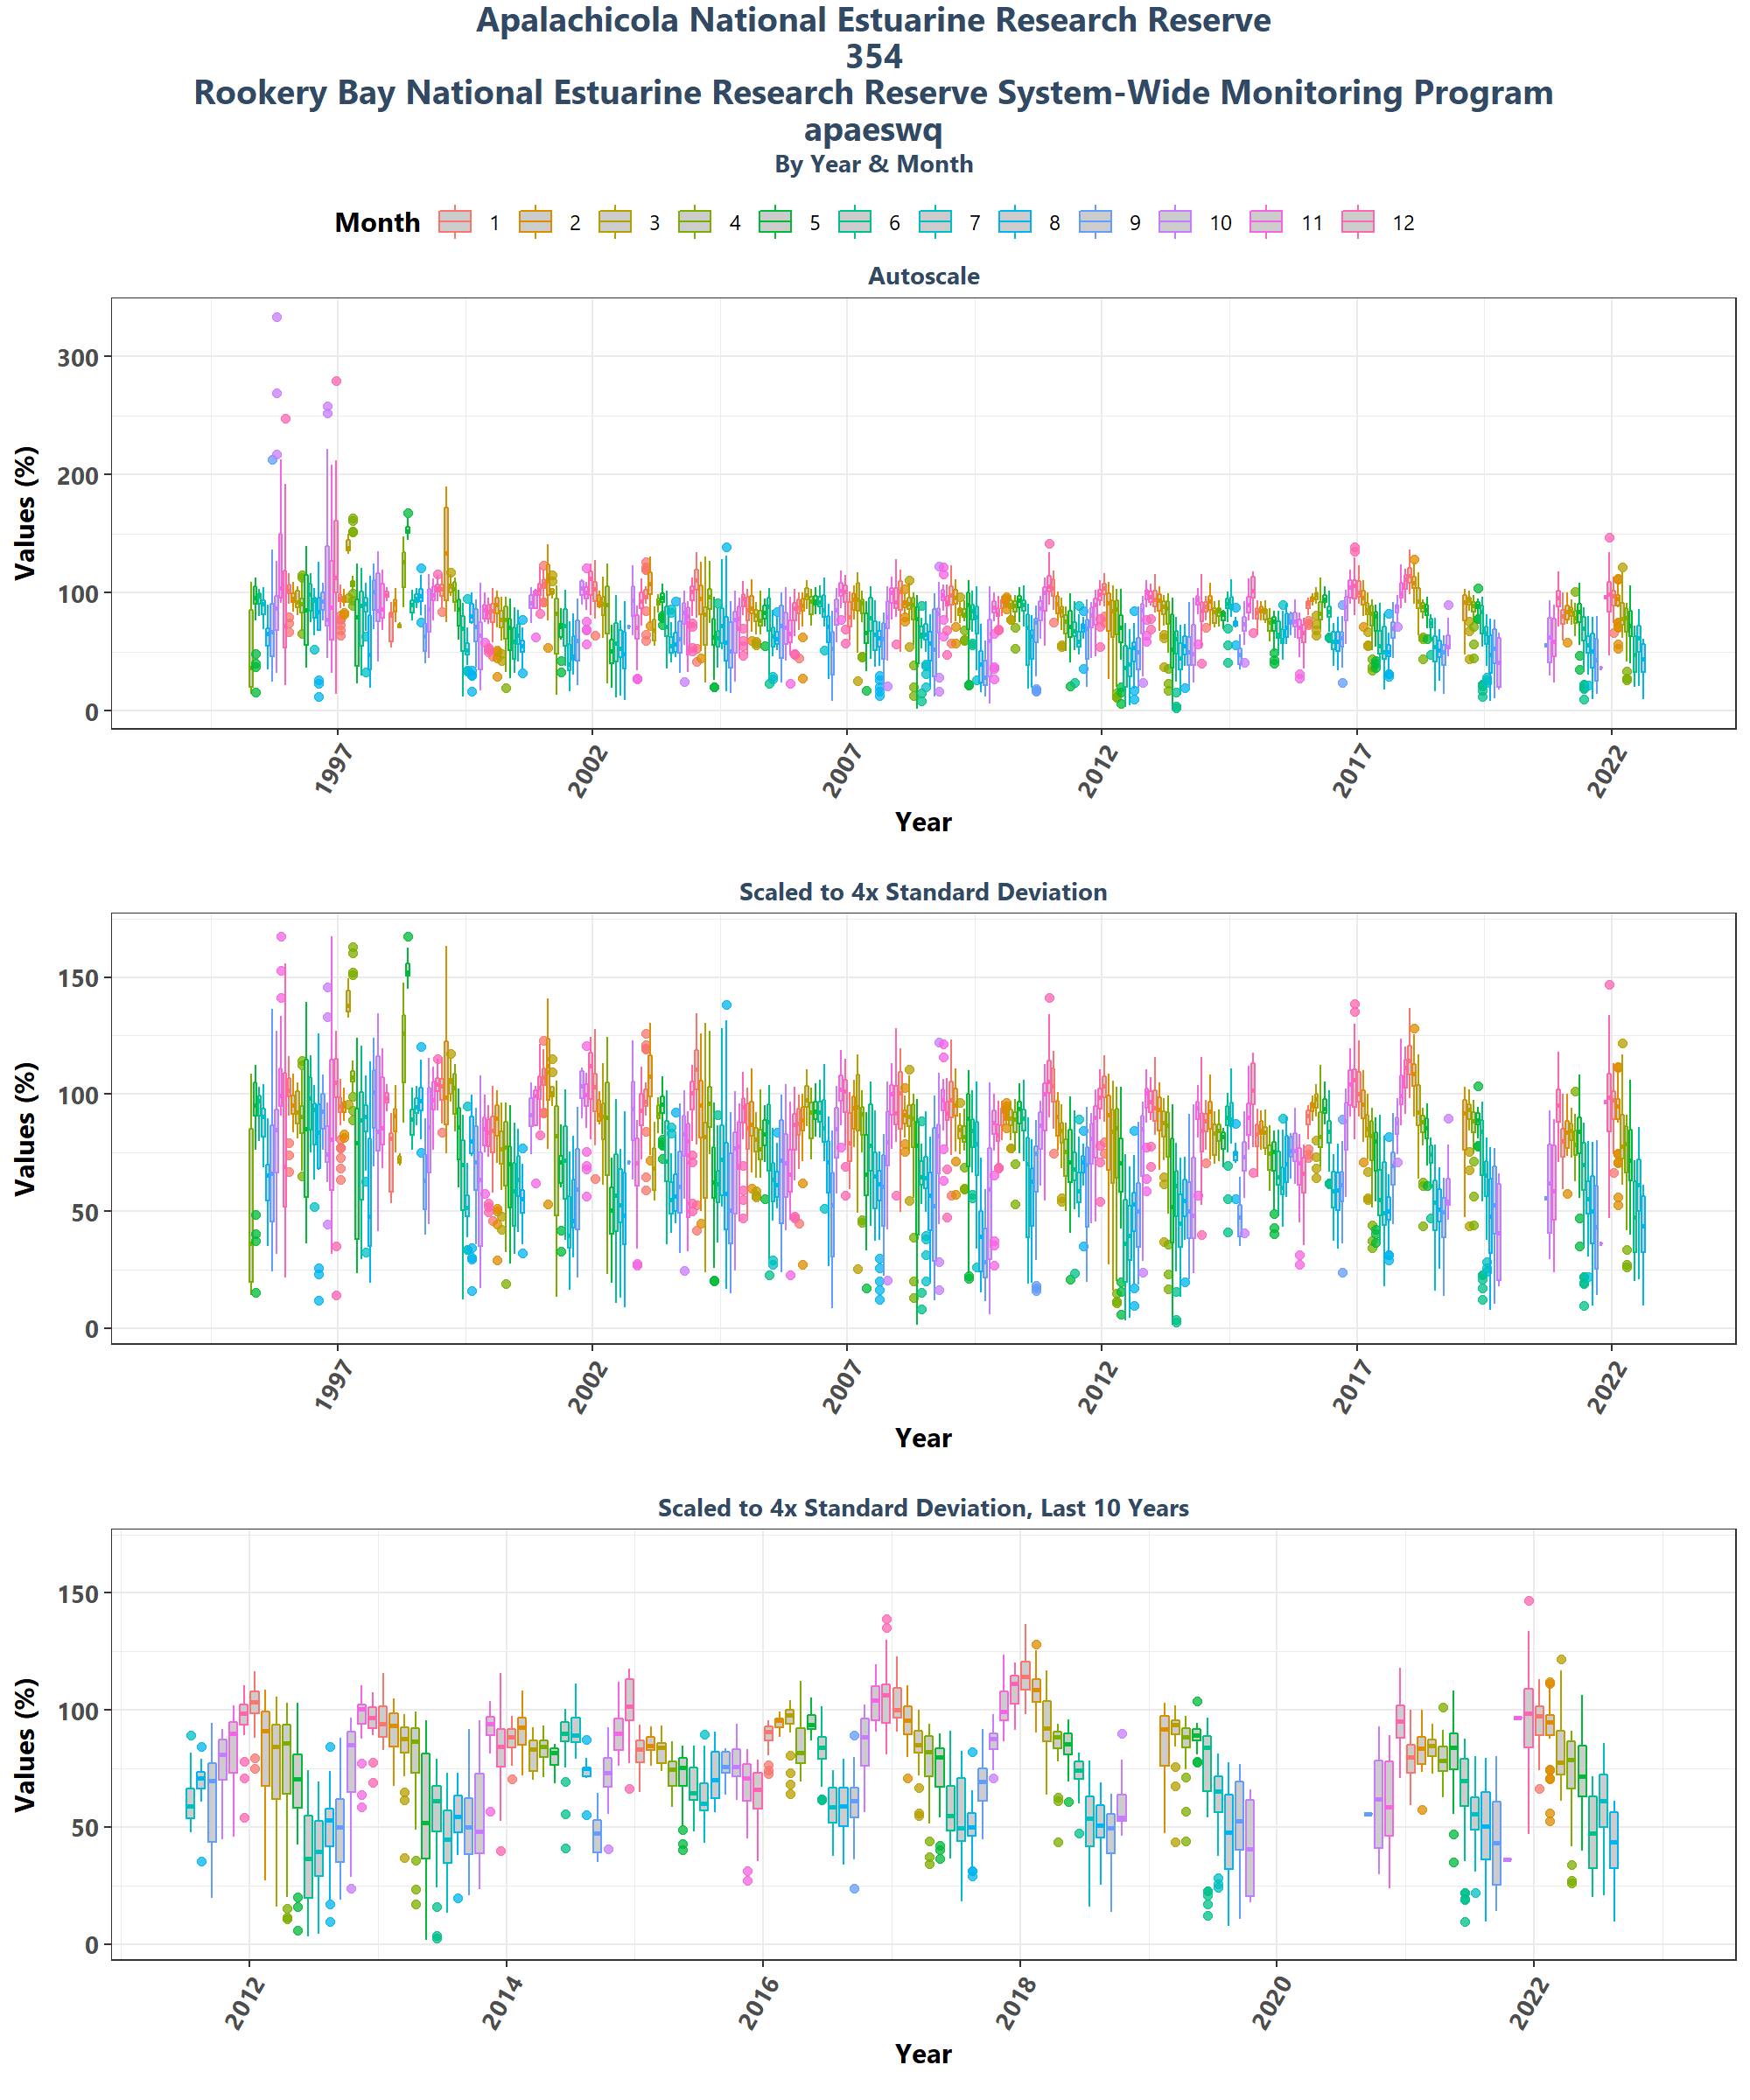 Apalachicola National Estuarine Research Reserve
354
Rookery Bay National Estuarine Research Reserve System-Wide Monitoring Program
apaeswq
By Year & Month
Month 1 2 3 4 5 6 7 8 9 10 11 12
Autoscale
Values (%)
300
200
100
0
1997 2002 2007 2012 2017 2022
Year
Scaled to 4x Standard Deviation
Values (%)
150
100
50
0
1997 2002 2007 2012 2017 2022
Year
Scaled to 4x Standard Deviation, Last 10 Years
Values (%)
150
100
50
0
2012 2014 2016 2018 2020 2022
Year